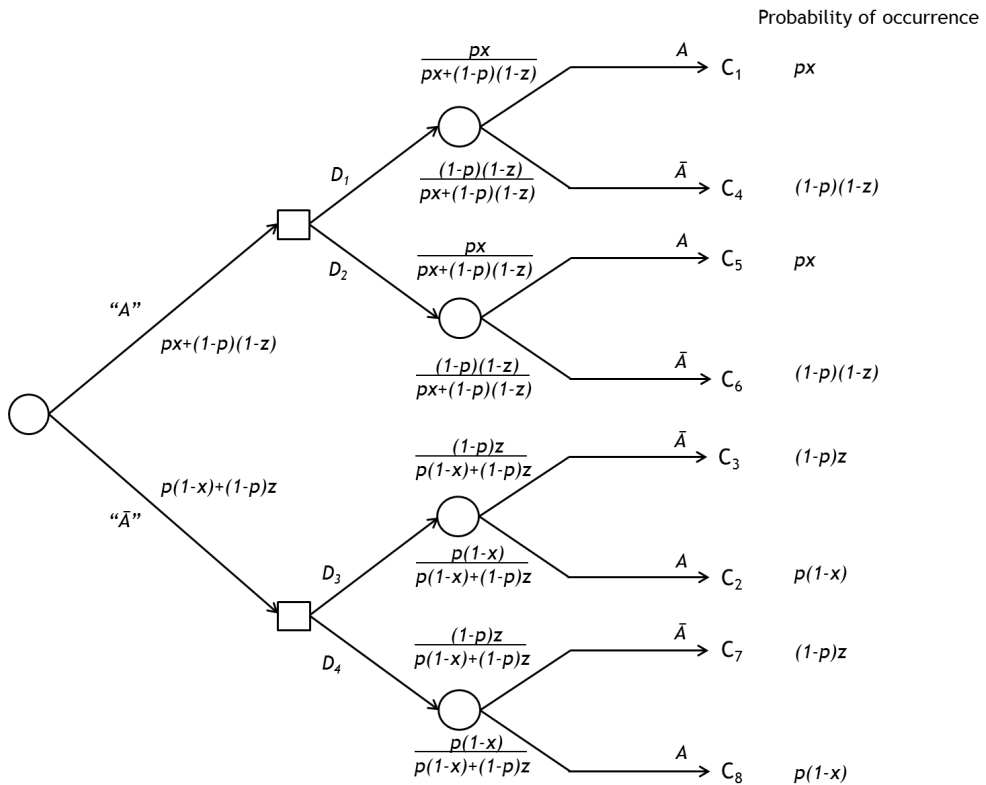 Probability of occurrence
px
px+(1-p)(1-z)
A
C1
px
D1
(1-p)(1-z)
px+(1-p)(1-z)
Ā
C4
(1-p)(1-z)
px
px+(1-p)(1-z)
A
C5
px
D2
“A”
px+(1-p)(1-z)
(1-p)(1-z)
px+(1-p)(1-z)
Ā
C6
(1-p)(1-z)
(1-p)z
p(1-x)+(1-p)z
Ā
C3
(1-p)z
p(1-x)+(1-p)z
“Ā”
D3
p(1-x)
p(1-x)+(1-p)z
A
C2
p(1-x)
(1-p)z
p(1-x)+(1-p)z
Ā
C7
(1-p)z
D4
p(1-x)
p(1-x)+(1-p)z
A
C8
p(1-x)